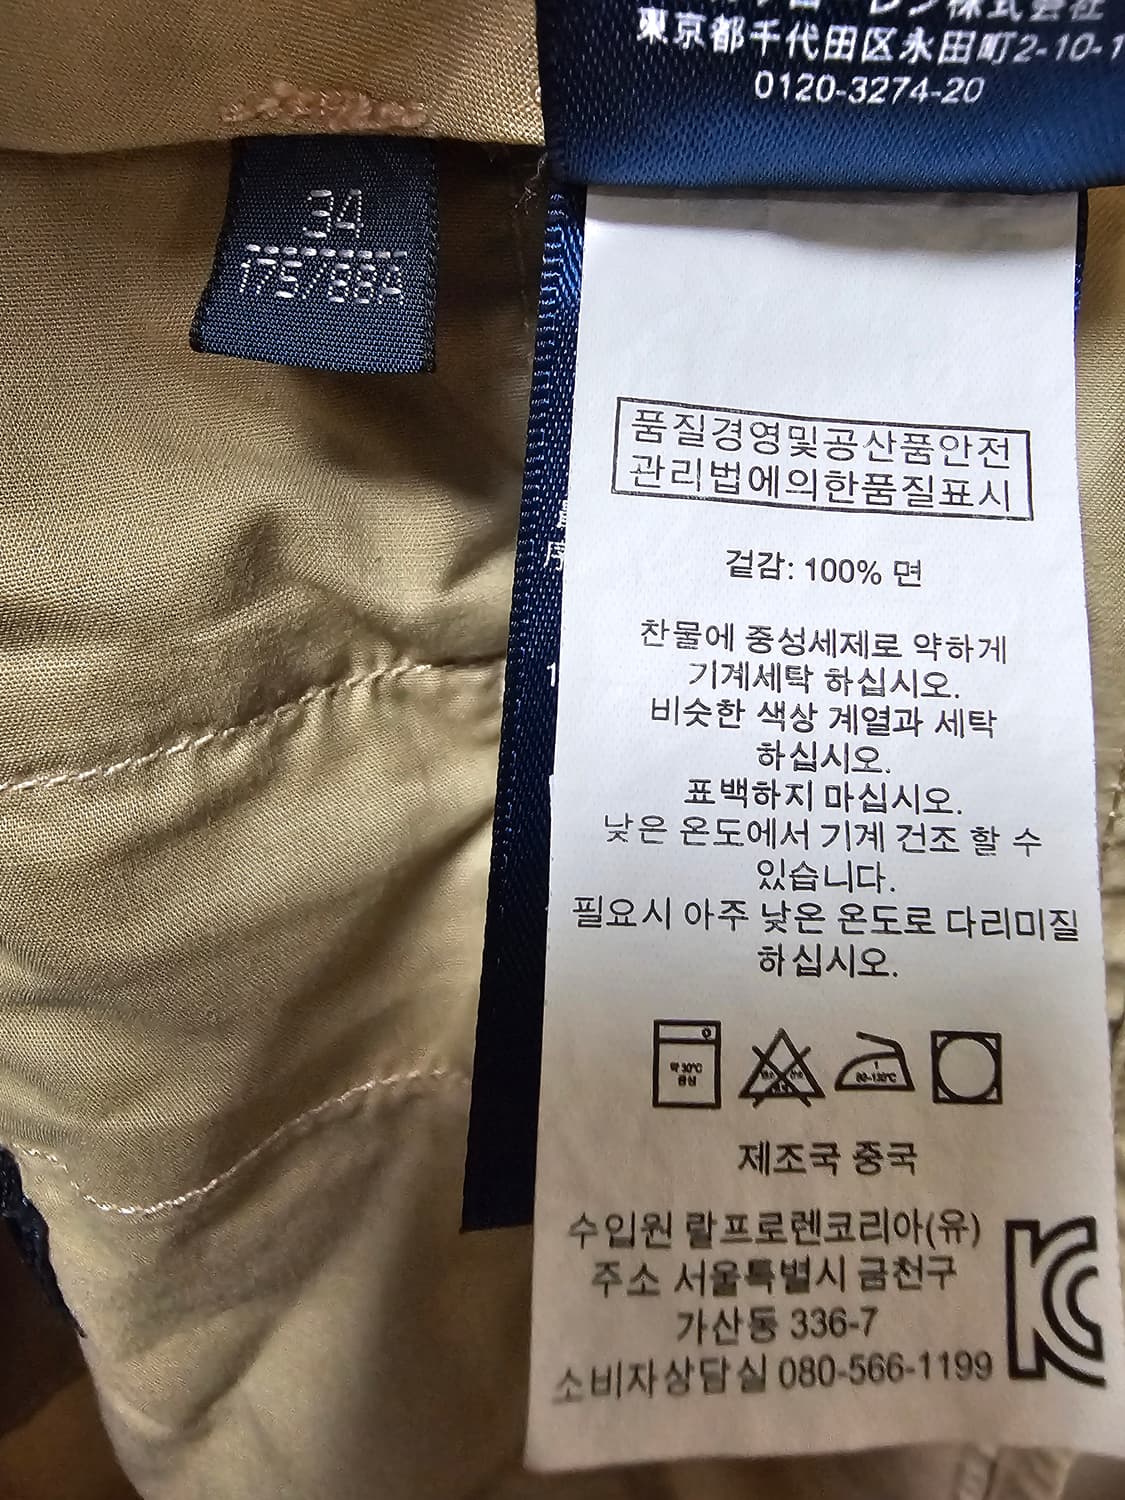 東京都千代田区永田町2-10-1
0120-3274-20
34
175/88A
품질경영및공산품안전
관리법에의한품질표시
겉감: 100% 면
찬물에 중성세제로 약하게
기계세탁 하십시오.
비슷한 색상 계열과 세탁
하십시오.
표백하지 마십시오.
낮은 온도에서 기계 건조 할 수
있습니다.
필요시 아주 낮은 온도로 다리미질
하십시오.
약 30℃
중성
1
80-120℃
제조국 중국
수입원 랄프로렌코리아(유)
주소 서울특별시 금천구
가산동 336-7
소비자상담실 080-566-1199